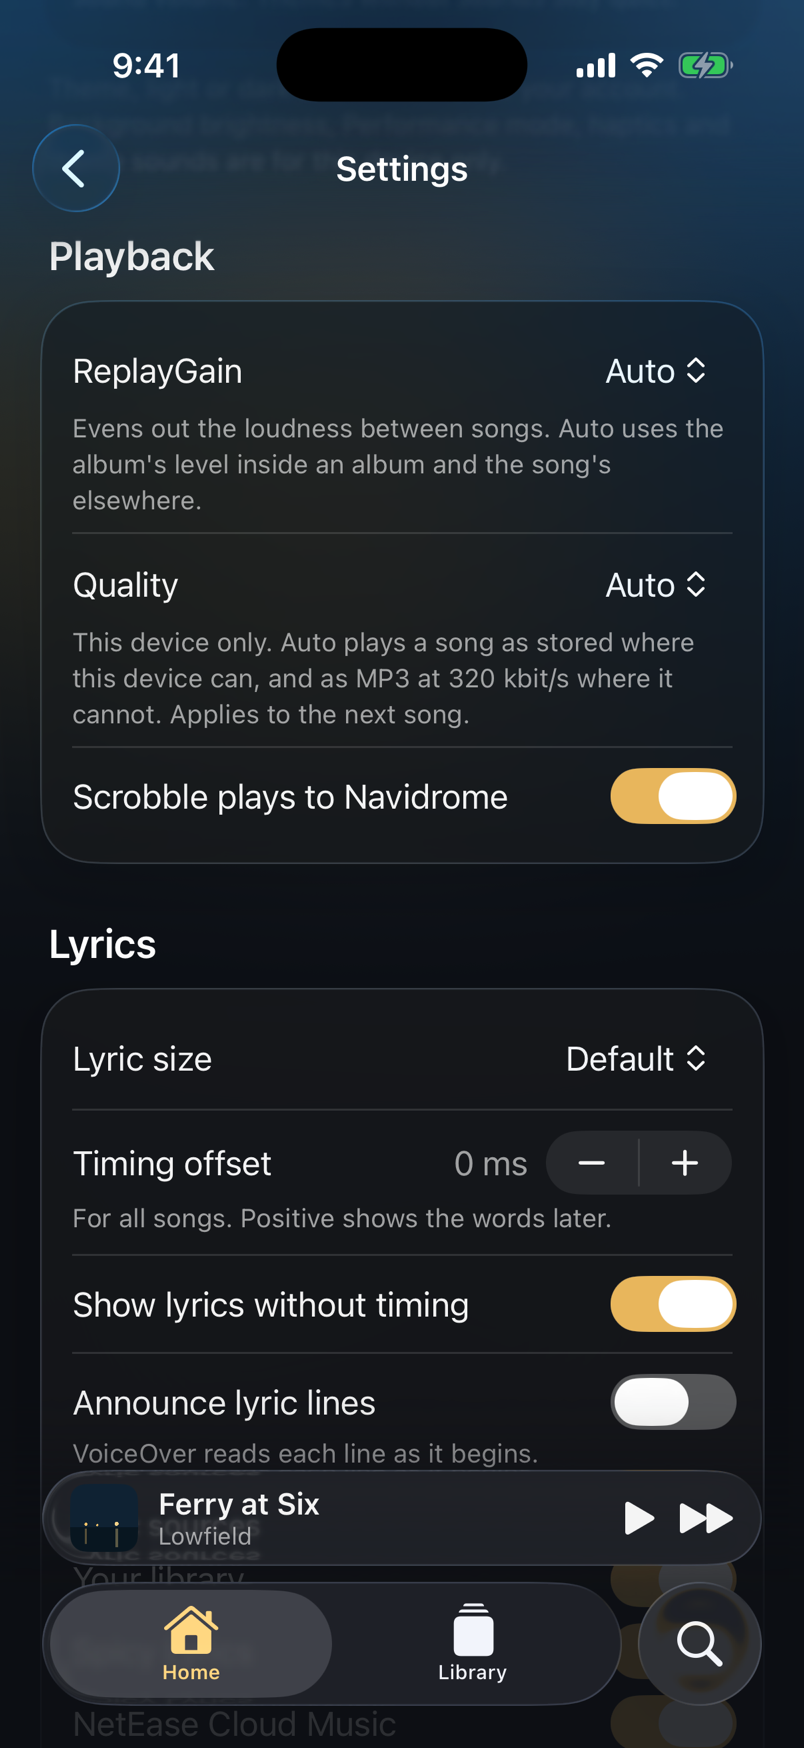 9:41
Settings
Playback
ReplayGain
Auto
Evens out the loudness between songs. Auto uses the
album's level inside an album and the song's
elsewhere.
Quality
Auto
This device only. Auto plays a song as stored where
this device can, and as MP3 at 320 kbit/s where it
cannot. Applies to the next song.
Scrobble plays to Navidrome
Lyrics
Lyric size
Default
Timing offset
0 ms
For all songs. Positive shows the words later.
Show lyrics without timing
Announce lyric lines
VoiceOver reads each line as it begins.
Ferry at Six
Lowfield
Your library
Home
Library
NetEase Cloud Music